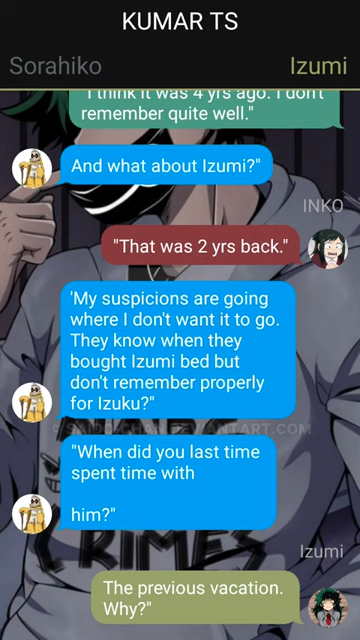 KUMAR TS
Sorahiko
Izumi
"I think it was 4 yrs ago. I don't
remember quite well."
And what about Izumi?"
INKO
"That was 2 yrs back."
'My suspicions are going
where I don't want it to go.
They know when they
bought Izumi bed but
don't remember properly
for Izuku?"
"When did you last time
spent time with
him?"
CRIMES
Izumi
The previous vacation.
Why?"